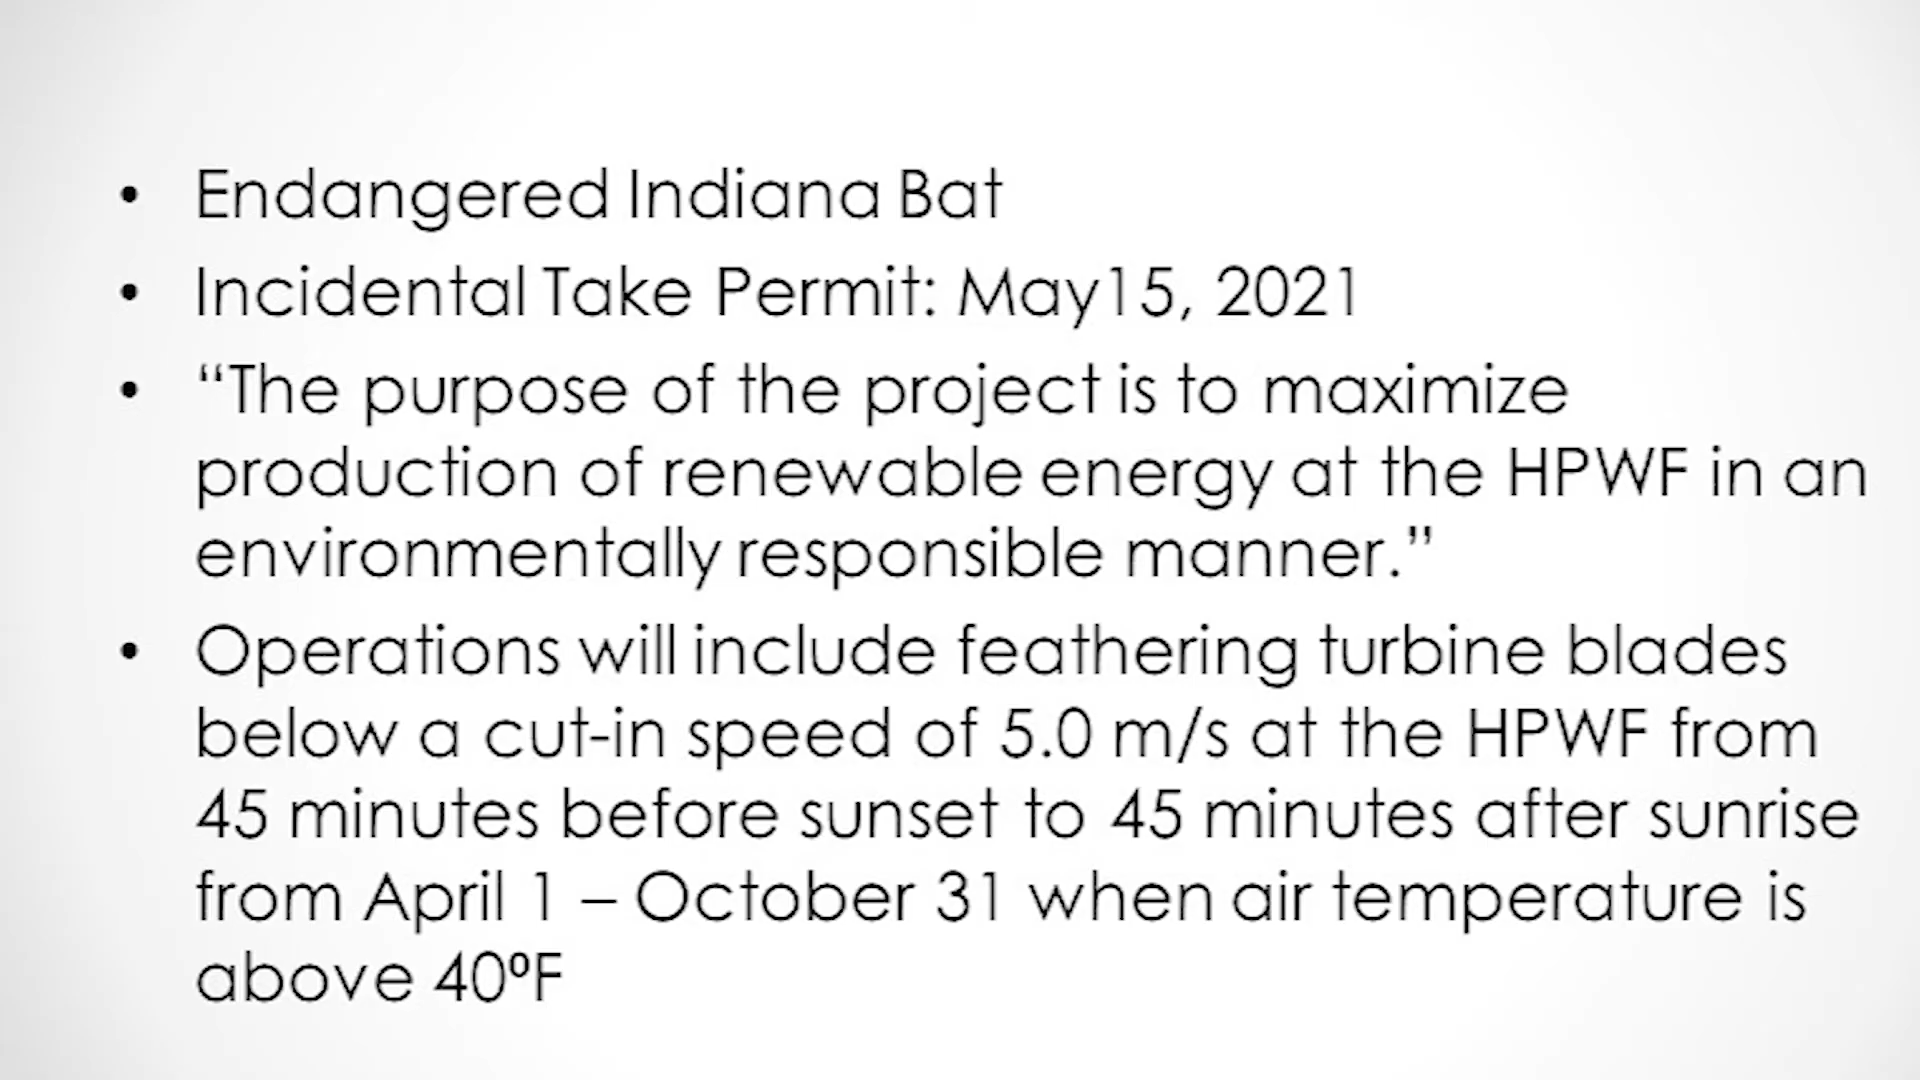 • Endangered Indiana Bat
• Incidental Take Permit: May15, 2021
• “The purpose of the project is to maximize
production of renewable energy at the HPWF in an
environmentally responsible manner.”
• Operations will include feathering turbine blades
below a cut-in speed of 5.0 m/s at the HPWF from
45 minutes before sunset to 45 minutes after sunrise
from April 1 – October 31 when air temperature is
above 40ºF